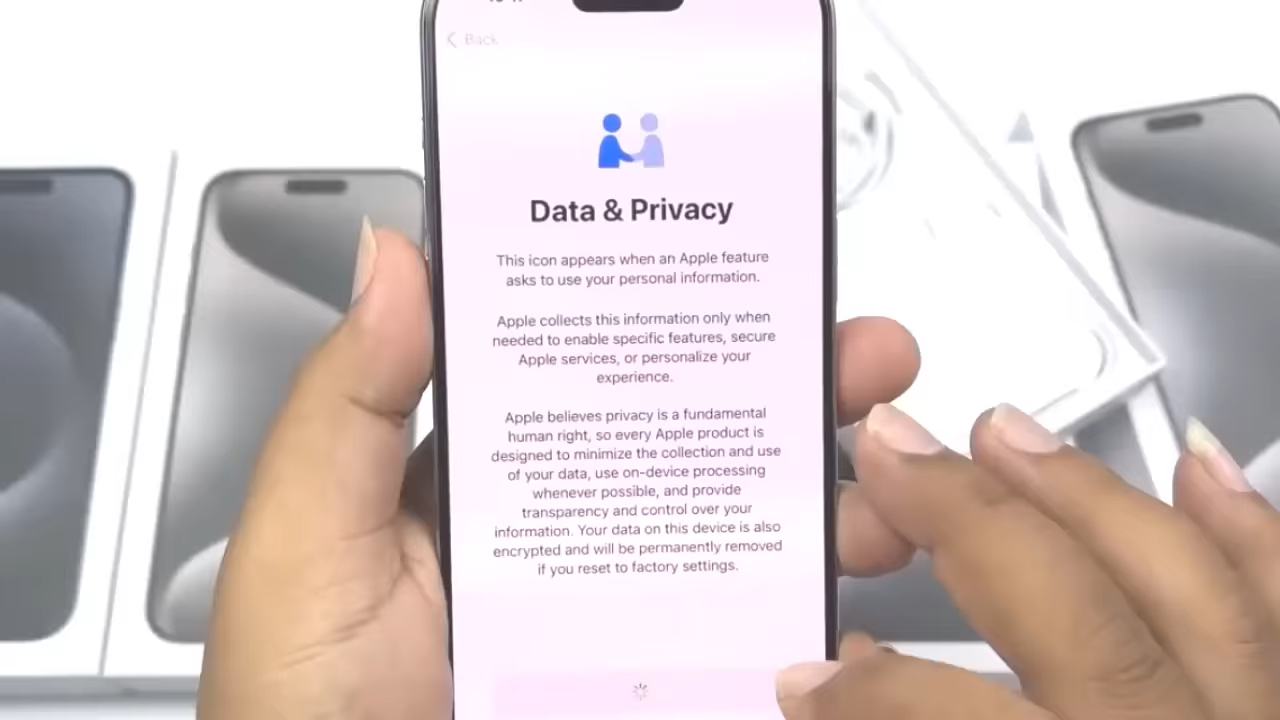 Back
Data & Privacy
This icon appears when an Apple feature
asks to use your personal information.
Apple collects this information only when
needed to enable specific features, secure
Apple services, or personalize your
experience.
Apple believes privacy is a fundamental
human right, so every Apple product is
designed to minimize the collection and use
of your data, use on-device processing
whenever possible, and provide
transparency and control over your
information. Your data on this device is also
encrypted and will be permanently removed
if you reset to factory settings.